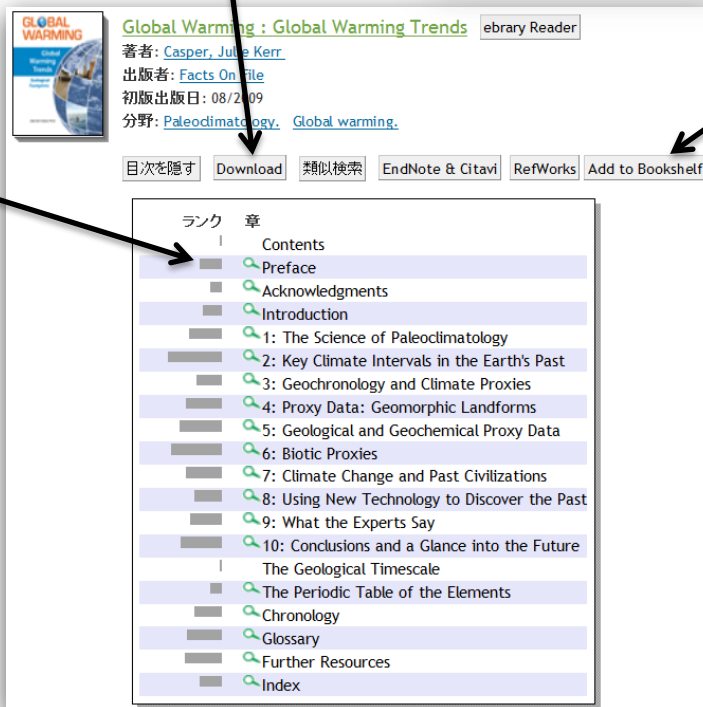 GLOBAL
WARMING
Global
Warming
Trends
Global Warming : Global Warming Trends ebrary Reader
著者: Casper, Julie Kerr
出版者: Facts On File
初版出版日: 08/2009
分野: Paleoclimatology. Global warming.
目次を隠す Download 類似検索 EndNote & Citavi RefWorks Add to Bookshelf
ランク 章
Contents
Preface
Acknowledgments
Introduction
1: The Science of Paleoclimatology
2: Key Climate Intervals in the Earth's Past
3: Geochronology and Climate Proxies
4: Proxy Data: Geomorphic Landforms
5: Geological and Geochemical Proxy Data
6: Biotic Proxies
7: Climate Change and Past Civilizations
8: Using New Technology to Discover the Past
9: What the Experts Say
10: Conclusions and a Glance into the Future
The Geological Timescale
The Periodic Table of the Elements
Chronology
Glossary
Further Resources
Index